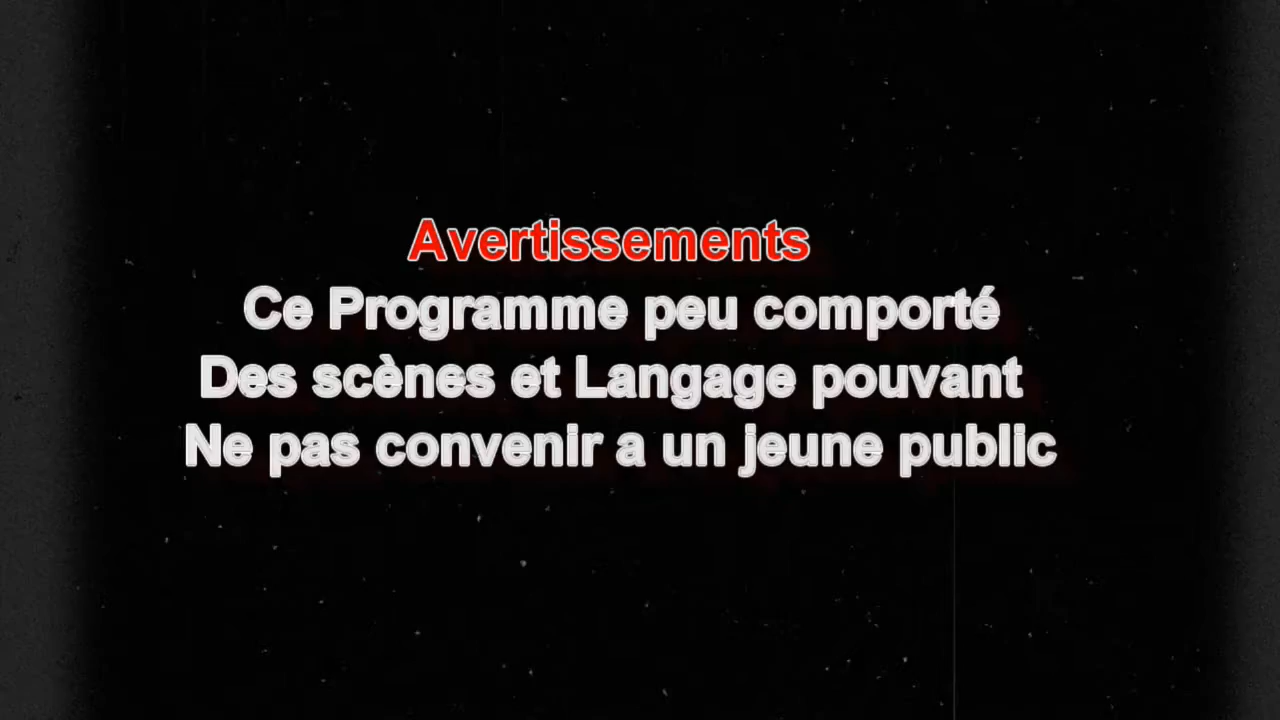 Avertissements
Ce Programme peu comporté
Des scènes et Langage pouvant
Ne pas convenir a un jeune public